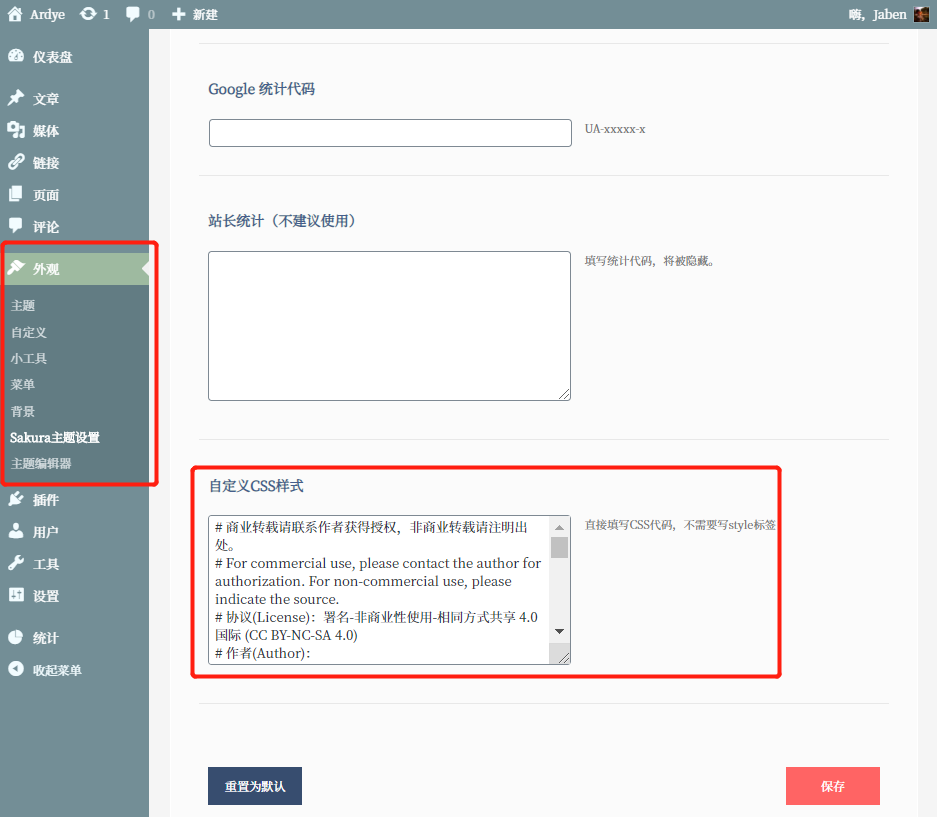 Ardye 1 0 新建 嗨，Jaben
仪表盘
文章
媒体
链接
页面
评论
外观
主题
自定义
小工具
菜单
背景
Sakura主题设置
主题编辑器
插件
用户
工具
设置
统计
收起菜单
Google 统计代码
UA-xxxxx-x
站长统计（不建议使用）
填写统计代码，将被隐藏。
自定义CSS样式
# 商业转载请联系作者获得授权，非商业转载请注明出
处。
# For commercial use, please contact the author for
authorization. For non-commercial use, please
indicate the source.
# 协议(License)：署名-非商业性使用-相同方式共享 4.0
国际 (CC BY-NC-SA 4.0)
# 作者(Author)：
直接填写CSS代码，不需要写style标签
重置为默认
保存